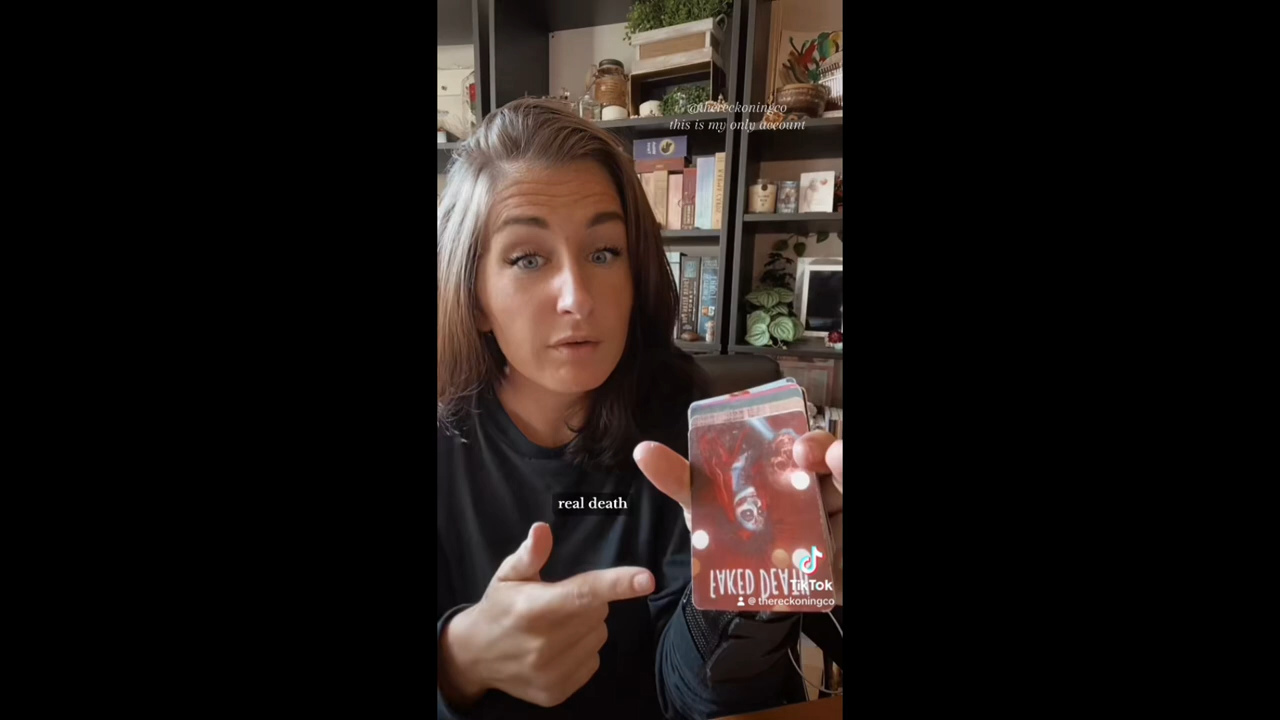 @thereckoningco
this is my only account
real death
FAKED DEATH
TikTok
@thereckoningco